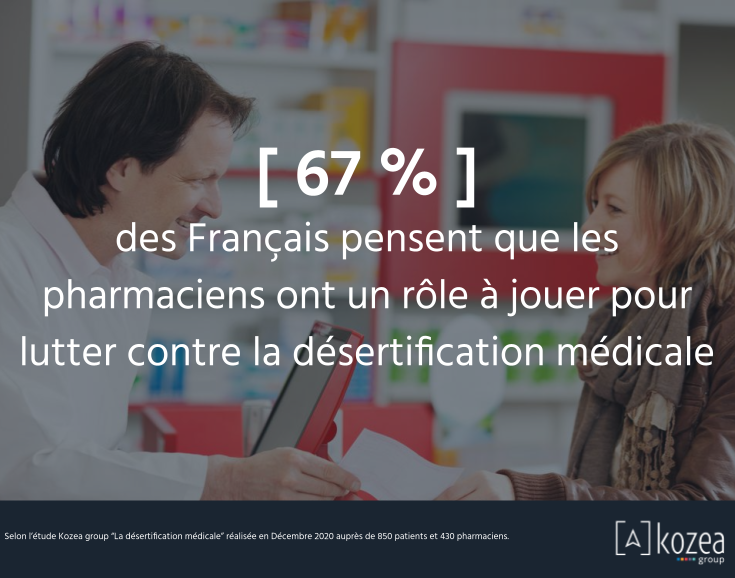 [ 67 % ]
des Français pensent que les
pharmaciens ont un rôle à jouer pour
lutter contre la désertification médicale
Selon l'étude Kozea group "La désertification médicale" réalisée en Décembre 2020 auprès de 850 patients et 430 pharmaciens.
[A]kozea
group